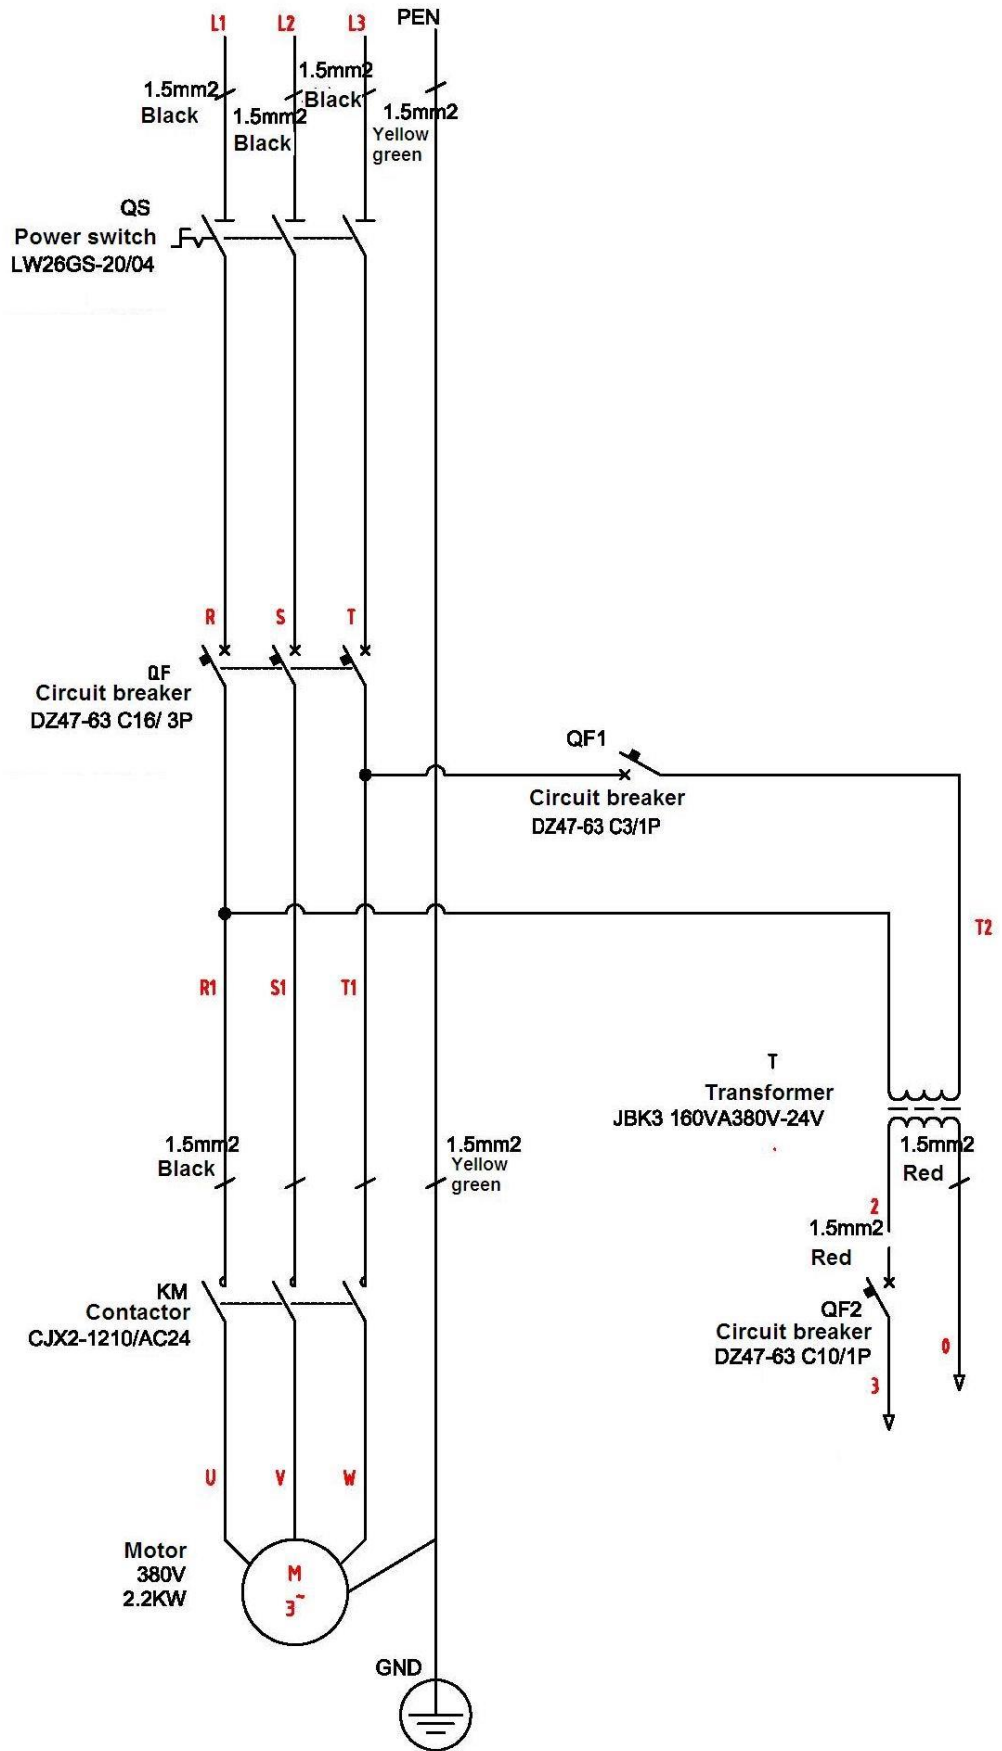 L1 L2 L3 PEN
1.5mm2
Black
1.5mm2
Black
1.5mm2
Black
1.5mm2
Yellow
green
QS
Power switch
LW26GS-20/04
R S T
QF
Circuit breaker
DZ47-63 C16/ 3P
QF1
Circuit breaker
DZ47-63 C3/1P
T2
R1 S1 T1
T
Transformer
JBK3 160VA380V-24V
1.5mm2
Black
1.5mm2
Yellow
green
1.5mm2
Red
2
1.5mm2
Red
KM
Contactor
CJX2-1210/AC24
QF2
Circuit breaker
DZ47-63 C10/1P
0
3
U V W
Motor
380V
2.2KW
M
3~
GND